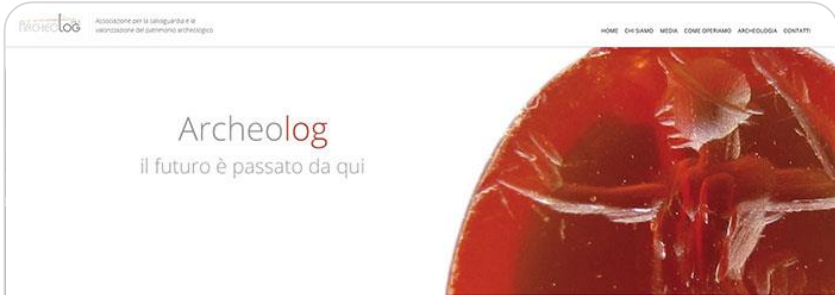 ARCHEOLOG
Associazione per la salvaguardia e la
valorizzazione del patrimonio archeologico
HOME CHI SIAMO MEDIA COME OPERIAMO ARCHEOLOGIA CONTATTI
Archeolog
il futuro è passato da qui